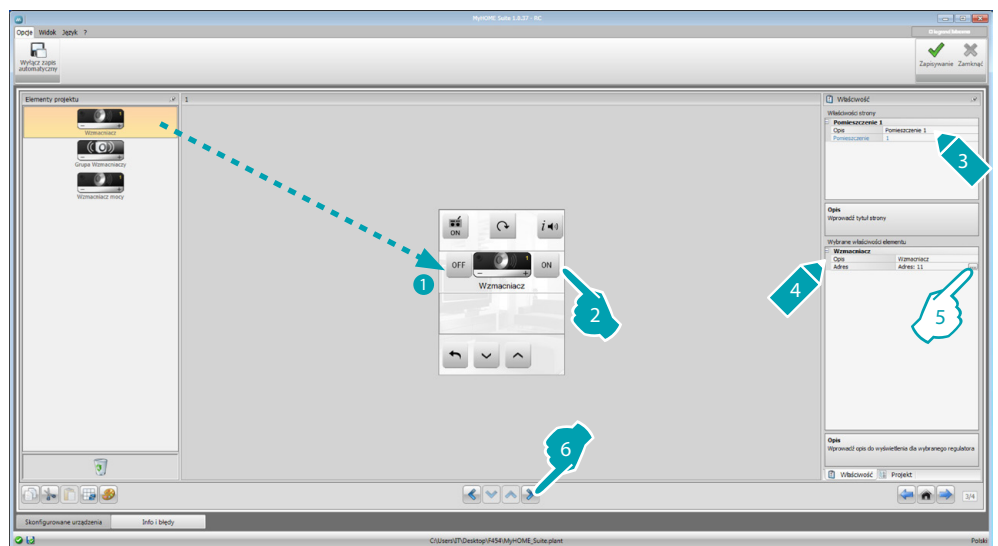 MyHOME Suite 1.0.27 - HC
Opcje Widok Język ?
Wyłącz zapis
automatyczny
Zapisywanie Zamknąć
Elementy projektu
1
Wzmacniacz
Grupa Wzmacniaczy
Wzmacniacz mocy
ON
i
OFF
ON
Wzmacniacz
1
2
Właściwość
Właściwości strony
Pomieszczenie 1
Opis Pomieszczenie 1
Pomieszczenie 1
3
Opis
Wprowadź tytuł strony
Wybrane właściwości elementu
Wzmacniacz
Opis Wzmacniacz
Adres Adres: 11 ...
4
5
6
Opis
Wprowadź opis do wyświetlenia dla wybranego regulatora
Właściwość Projekt
3/4
Skonfigurowane urządzenia Info i błędy
C:\Users\IT\Desktop\F454\MyHOME_Suite.plant
Polski